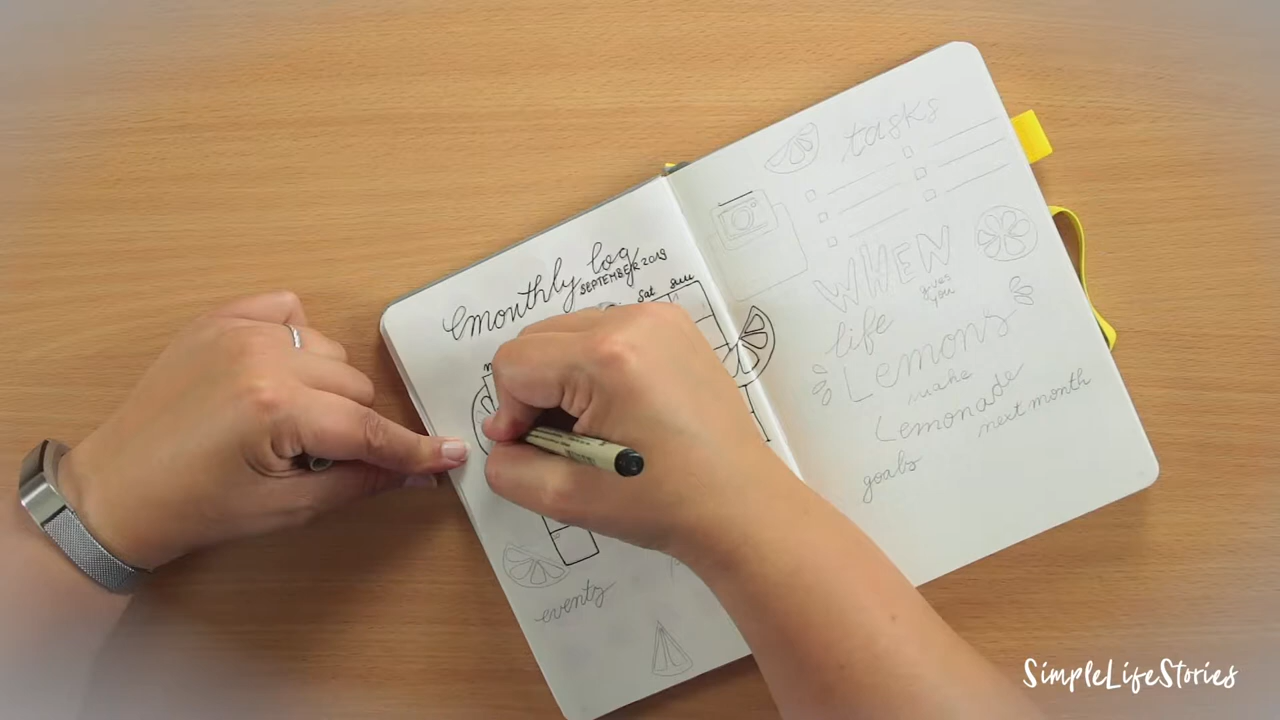 monthly log
SEPTEMBER 2019
Sat Sun
events
tasks
WHEN
life gives you
Lemons
make
Lemonade
next month
goals
SimpleLifeStories